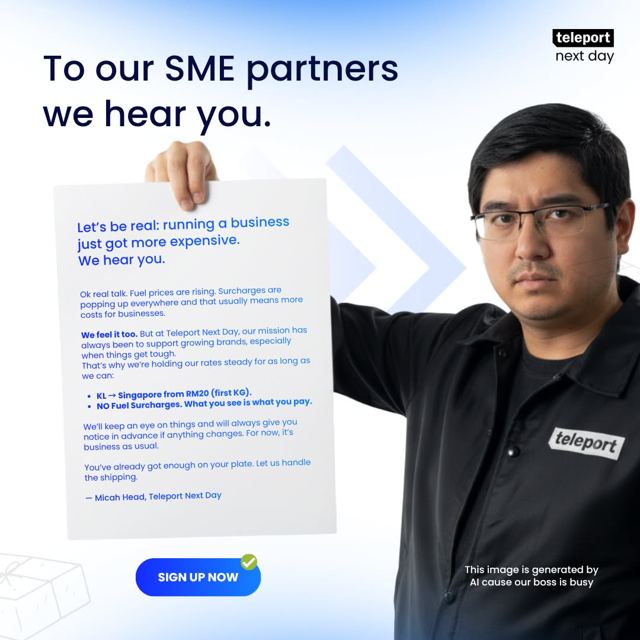 teleport
next day
To our SME partners
we hear you.
Let's be real: running a business
just got more expensive.
We hear you.
Ok real talk. Fuel prices are rising. Surcharges are
popping up everywhere and that usually means more
costs for businesses.
We feel it too. But at Teleport Next Day, our mission has
always been to support growing brands, especially
when things get tough.
That's why we're holding our rates steady for as long as
we can:
• KL → Singapore from RM20 (first KG).
• NO Fuel Surcharges. What you see is what you pay.
We'll keep an eye on things and will always give you
notice in advance if anything changes. For now, it's
business as usual.
You've already got enough on your plate. Let us handle
the shipping.
— Micah Head, Teleport Next Day
teleport
SIGN UP NOW
This image is generated by
AI cause our boss is busy